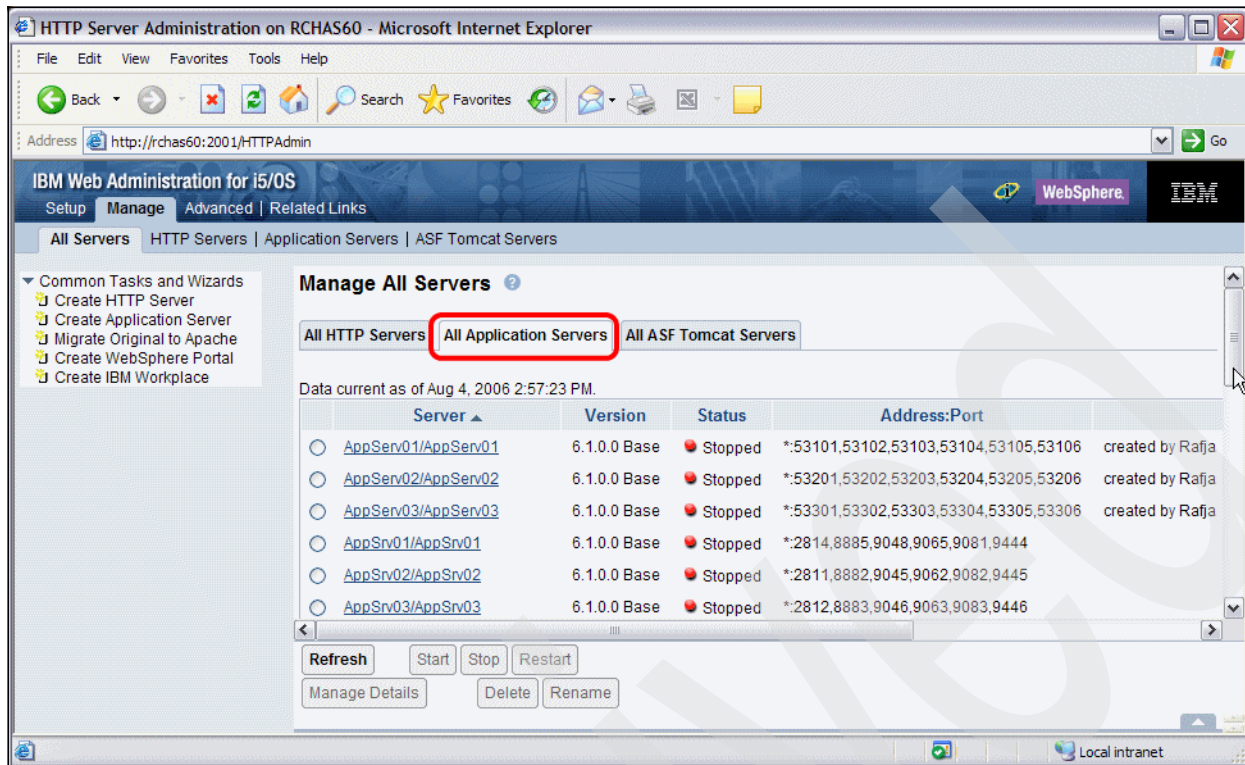 HTTP Server Administration on RCHAS60 - Microsoft Internet Explorer
File Edit View Favorites Tools Help
Back Search Favorites
Address http://rchas60:2001/HTTPAdmin Go
IBM Web Administration for i5/OS
WebSphere. IBM
Setup Manage Advanced | Related Links
All Servers HTTP Servers | Application Servers | ASF Tomcat Servers
Common Tasks and Wizards
Create HTTP Server
Create Application Server
Migrate Original to Apache
Create WebSphere Portal
Create IBM Workplace
Manage All Servers ?
All HTTP Servers All Application Servers All ASF Tomcat Servers
Data current as of Aug 4, 2006 2:57:23 PM.
Server Version Status Address:Port
AppServ01/AppServ01 6.1.0.0 Base Stopped *:53101,53102,53103,53104,53105,53106 created by Rafja
AppServ02/AppServ02 6.1.0.0 Base Stopped *:53201,53202,53203,53204,53205,53206 created by Rafja
AppServ03/AppServ03 6.1.0.0 Base Stopped *:53301,53302,53303,53304,53305,53306 created by Rafja
AppSrv01/AppSrv01 6.1.0.0 Base Stopped *:2814,8885,9048,9065,9081,9444
AppSrv02/AppSrv02 6.1.0.0 Base Stopped *:2811,8882,9045,9062,9082,9445
AppSrv03/AppSrv03 6.1.0.0 Base Stopped *:2812,8883,9046,9063,9083,9446
Refresh Start Stop Restart
Manage Details Delete Rename
Local intranet